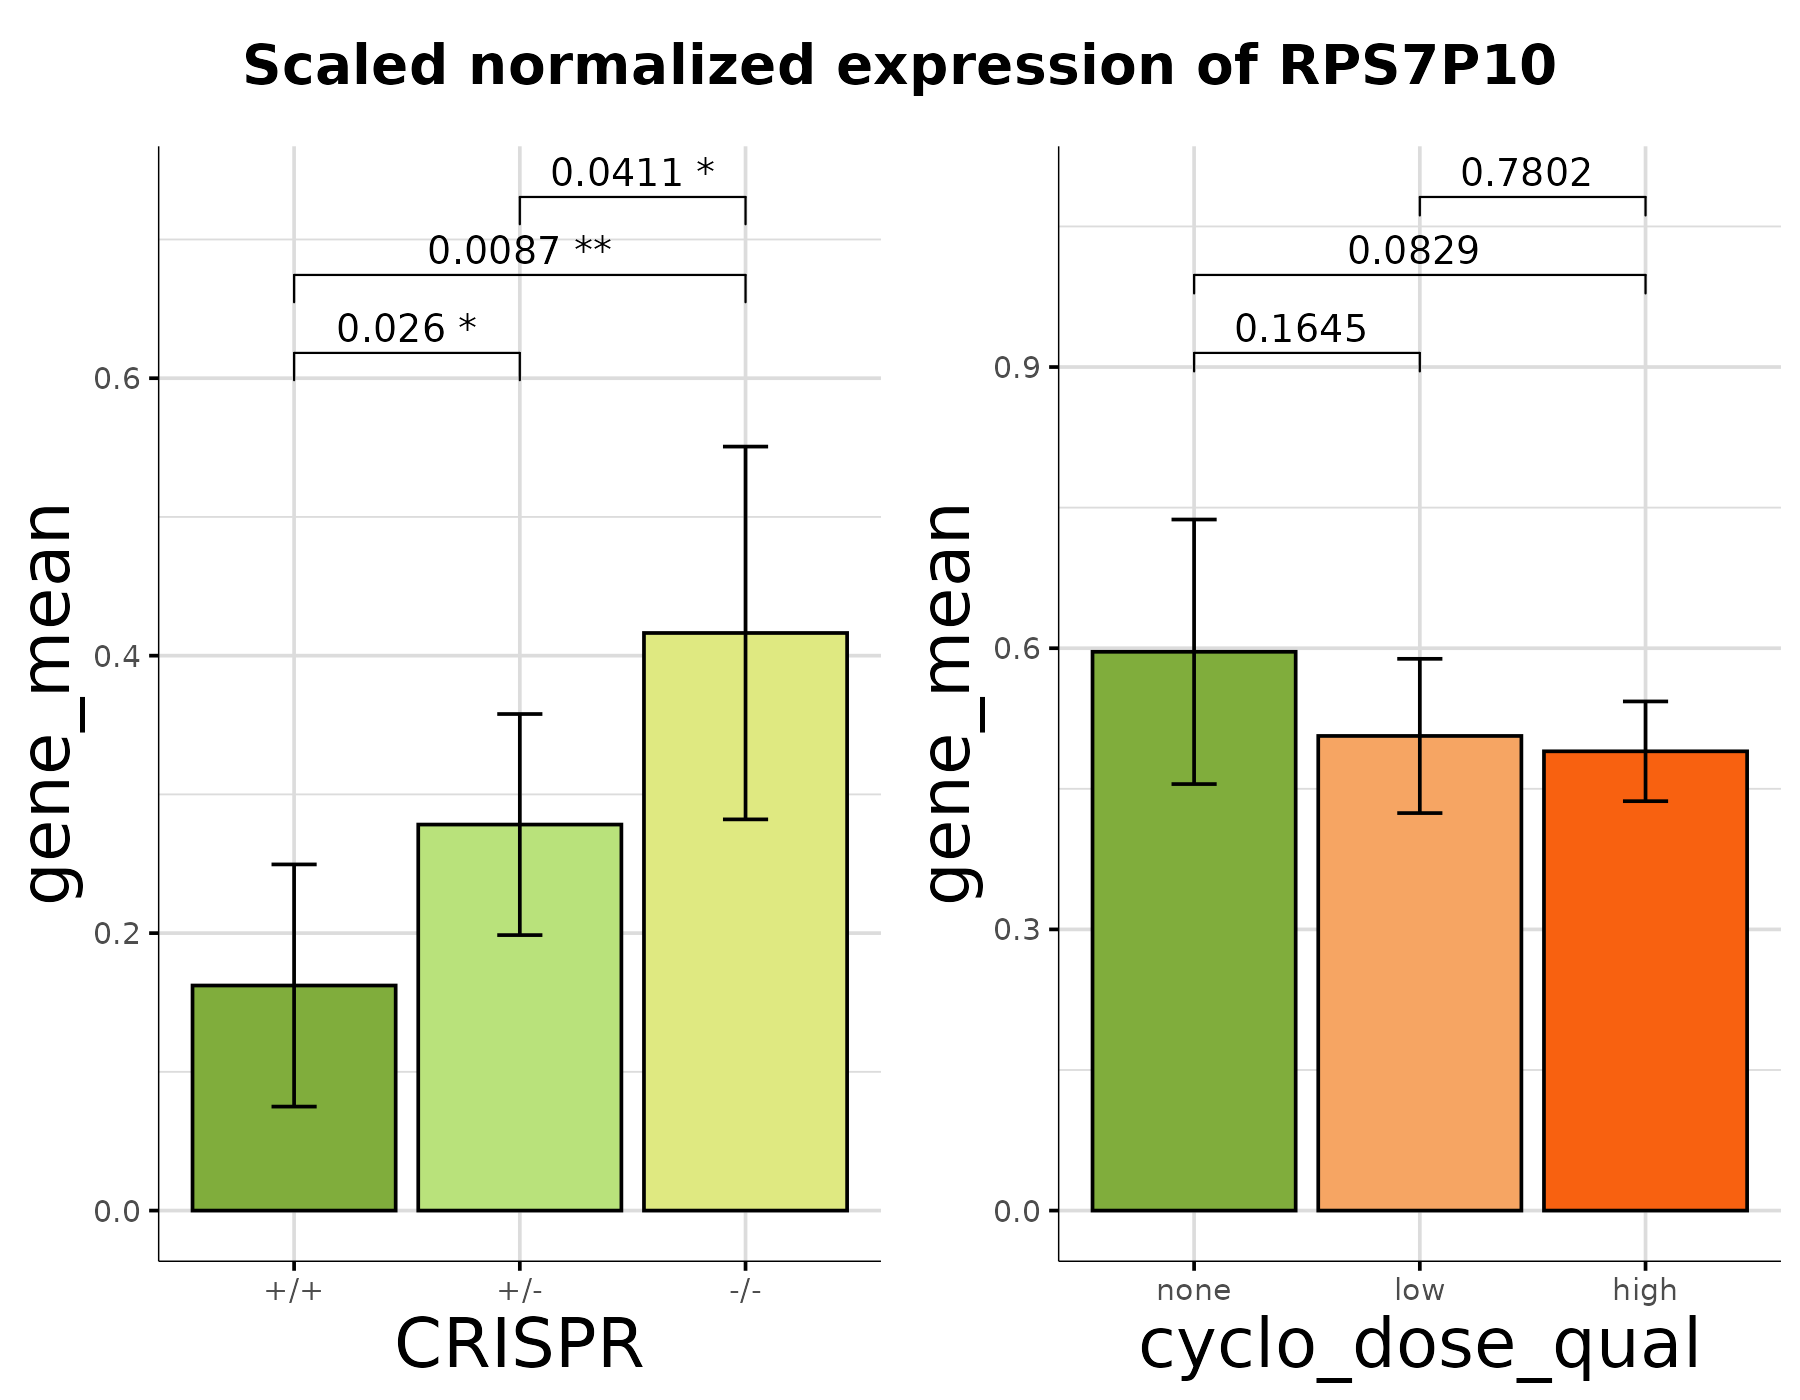 Scaled normalized expression of RPS7P10
0.0411 *
0.0087 **
0.026 *
0.6
0.4
0.2
0.0
gene_mean
+/+ +/- -/-
CRISPR
0.7802
0.0829
0.1645
0.9
0.6
0.3
0.0
gene_mean
none low high
cyclo_dose_qual